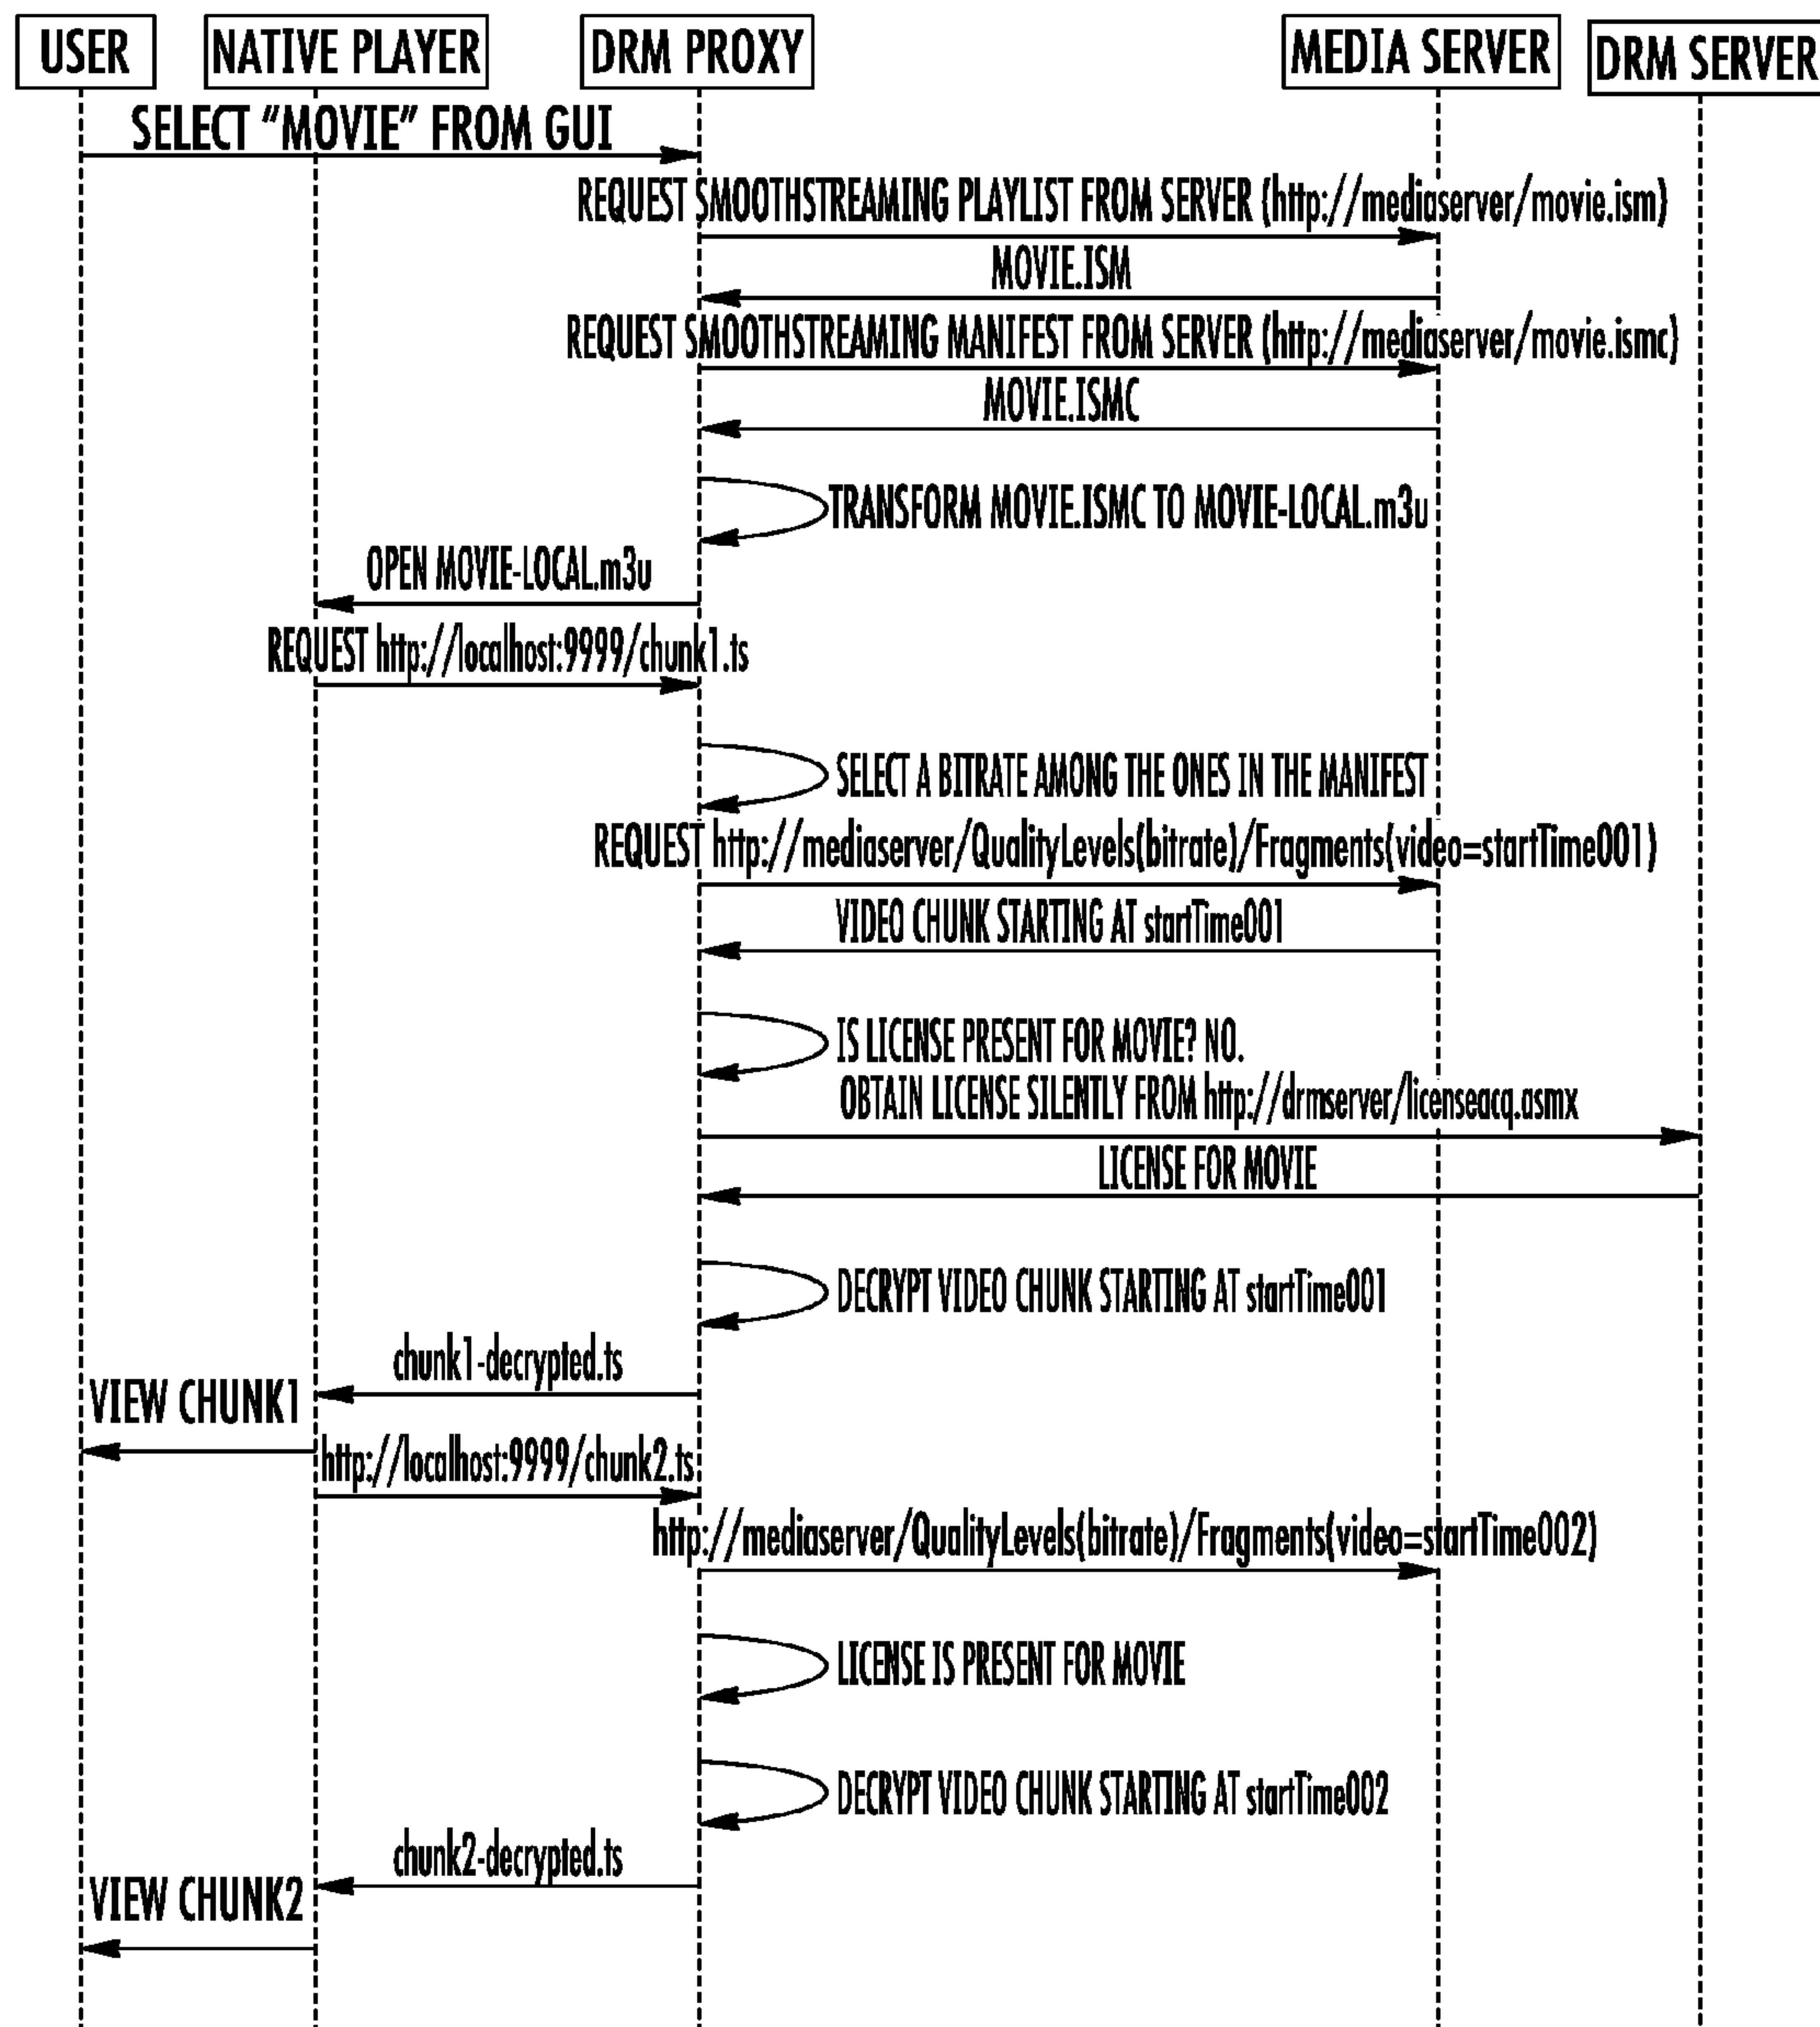 USER
NATIVE PLAYER
DRM PROXY
MEDIA SERVER
DRM SERVER
SELECT "MOVIE" FROM GUI
REQUEST SMOOTHSTREAMING PLAYLIST FROM SERVER (http://mediaserver/movie.ism)
MOVIE.ISM
REQUEST SMOOTHSTREAMING MANIFEST FROM SERVER (http://mediaserver/movie.ismc)
MOVIE.ISMC
TRANSFORM MOVIE.ISMC TO MOVIE-LOCAL.m3u
OPEN MOVIE-LOCAL.m3u
REQUEST http://localhost:9999/chunk1.ts
SELECT A BITRATE AMONG THE ONES IN THE MANIFEST
REQUEST http://mediaserver/QualityLevels(bitrate)/Fragments(video=startTime001)
VIDEO CHUNK STARTING AT startTime001
IS LICENSE PRESENT FOR MOVIE? NO.
OBTAIN LICENSE SILENTLY FROM http://drmserver/licenseacq.asmx
LICENSE FOR MOVIE
DECRYPT VIDEO CHUNK STARTING AT startTime001
chunk1-decrypted.ts
VIEW CHUNK1
http://localhost:9999/chunk2.ts
http://mediaserver/QualityLevels(bitrate)/Fragments(video=startTime002)
LICENSE IS PRESENT FOR MOVIE
DECRYPT VIDEO CHUNK STARTING AT startTime002
chunk2-decrypted.ts
VIEW CHUNK2